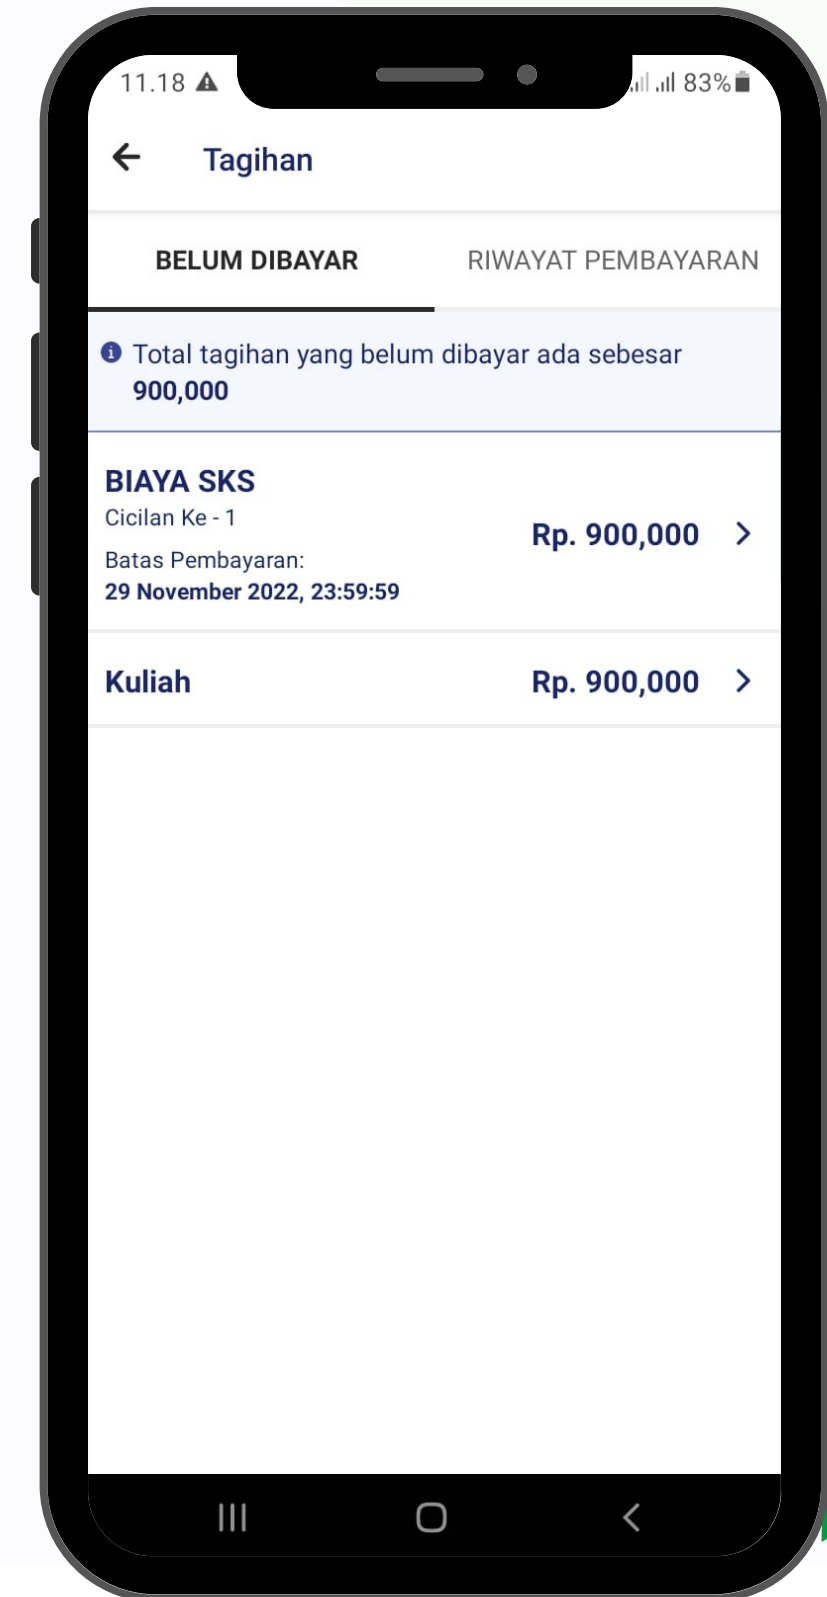 11.18
83%
Tagihan
BELUM DIBAYAR
RIWAYAT PEMBAYARAN
Total tagihan yang belum dibayar ada sebesar
900,000
BIAYA SKS
Cicilan Ke - 1
Batas Pembayaran:
29 November 2022, 23:59:59
Rp. 900,000
Kuliah
Rp. 900,000